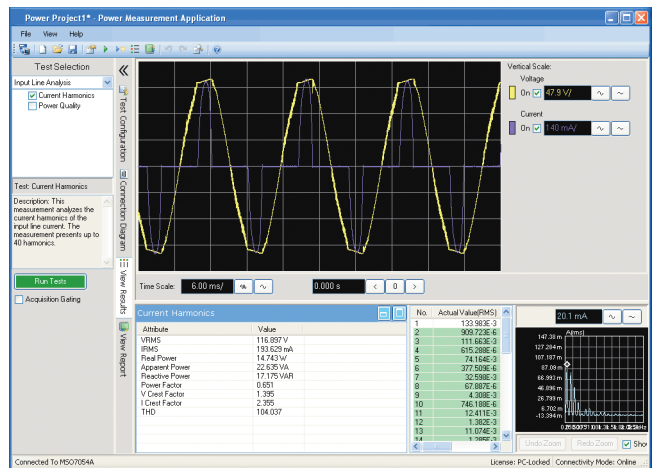 Power Project1* - Power Measurement Application
File View Help
Test Selection
Input Line Analysis
Current Harmonics
Power Quality
Test: Current Harmonics
Description: This
measurement analyzes the
current harmonics of the
input line current. The
measurement presents up to
40 harmonics.
Run Tests
Acquisition Gating
Test Configuration
Connection Diagram
View Results
View Report
Vertical Scale:
Voltage
On 47.9 V/
Current
On 140 mA/
Time Scale: 6.00 ms/ 0.000 s < 0 >
Current Harmonics
Attribute Value
VRMS 116.897 V
IRMS 193.629 mA
Real Power 14.743 W
Apparent Power 22.635 VA
Reactive Power 17.175 VAR
Power Factor 0.651
V Crest Factor 1.395
I Crest Factor 2.355
THD 104.037
No. Actual Value(RMS)
1 133.983E-3
2 909.723E-6
3 111.663E-3
4 615.288E-6
5 74.164E-3
6 377.509E-6
7 32.598E-3
8 67.887E-6
9 4.308E-3
10 746.188E-6
11 12.411E-3
12 1.382E-3
13 11.074E-3
14 1.285E-3
20.1 mA
A(rms)
147.38 m
127.284 m
107.187 m
87.09 m
66.993 m
46.896 m
26.799 m
6.702 m
-13.394 m
Undo Zoom Redo Zoom Show
Connected To MSO7054A License: PC-Locked Connectivity Mode: Online